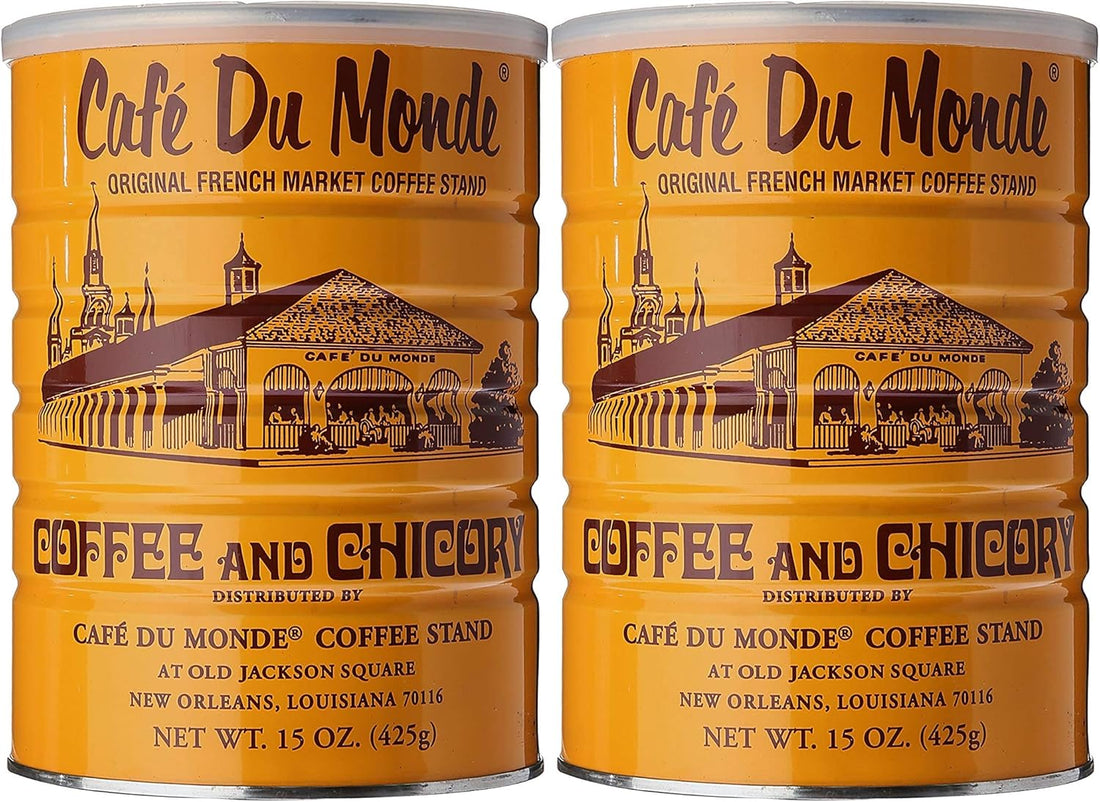 Café Du Monde®
ORIGINAL FRENCH MARKET COFFEE STAND
CAFE' DU MONDE
COFFEE AND CHICORY
DISTRIBUTED BY
CAFÉ DU MONDE® COFFEE STAND
AT OLD JACKSON SQUARE
NEW ORLEANS, LOUISIANA 70116
NET WT. 15 OZ. (425g)
Café Du Monde®
ORIGINAL FRENCH MARKET COFFEE STAND
CAFE' DU MONDE
COFFEE AND CHICORY
DISTRIBUTED BY
CAFÉ DU MONDE® COFFEE STAND
AT OLD JACKSON SQUARE
NEW ORLEANS, LOUISIANA 70116
NET WT. 15 OZ. (425g)